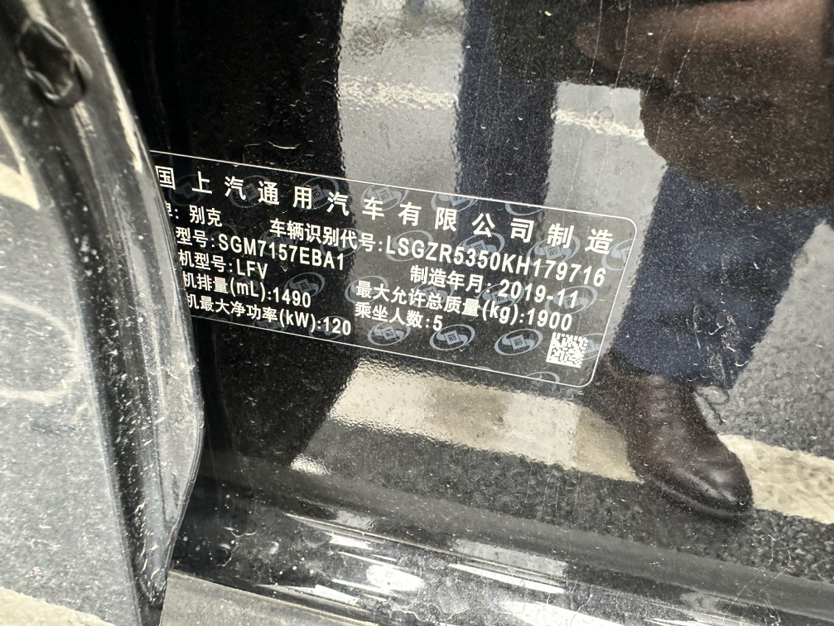 国上汽通用汽车有限公司制造
牌: 别克 车辆识别代号:LSGZR5350KH179716
型号:SGM7157EBA1 制造年月: 2019-11
机型号:LFV 最大允许总质量(kg):1900
机排量(mL):1490 乘坐人数:5
机最大净功率(kW):120